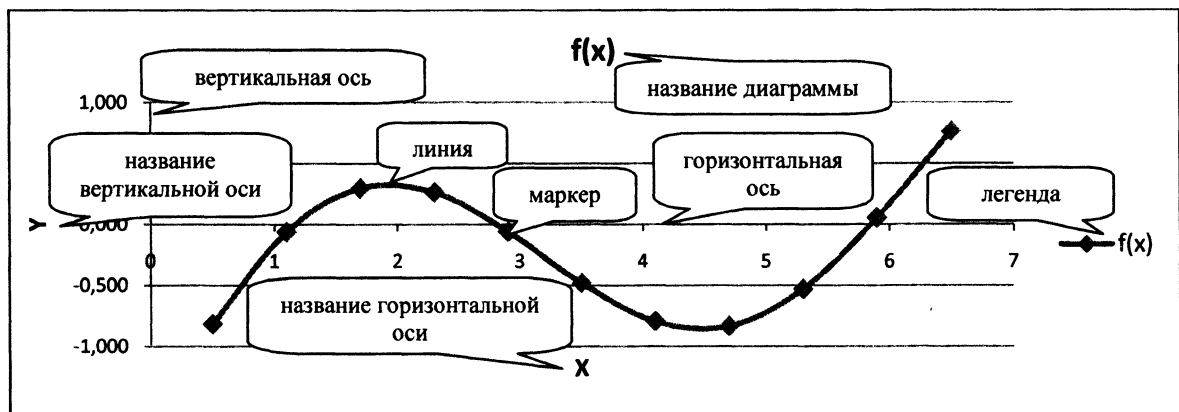 f(x)
вертикальная ось
название диаграммы
1,000
линия
название
вертикальной оси
горизонтальная
ось
маркер
легенда
Y
0,000
0
1
2
3
4
5
6
7
f(x)
-0,500
название горизонтальной
оси
-1,000
X